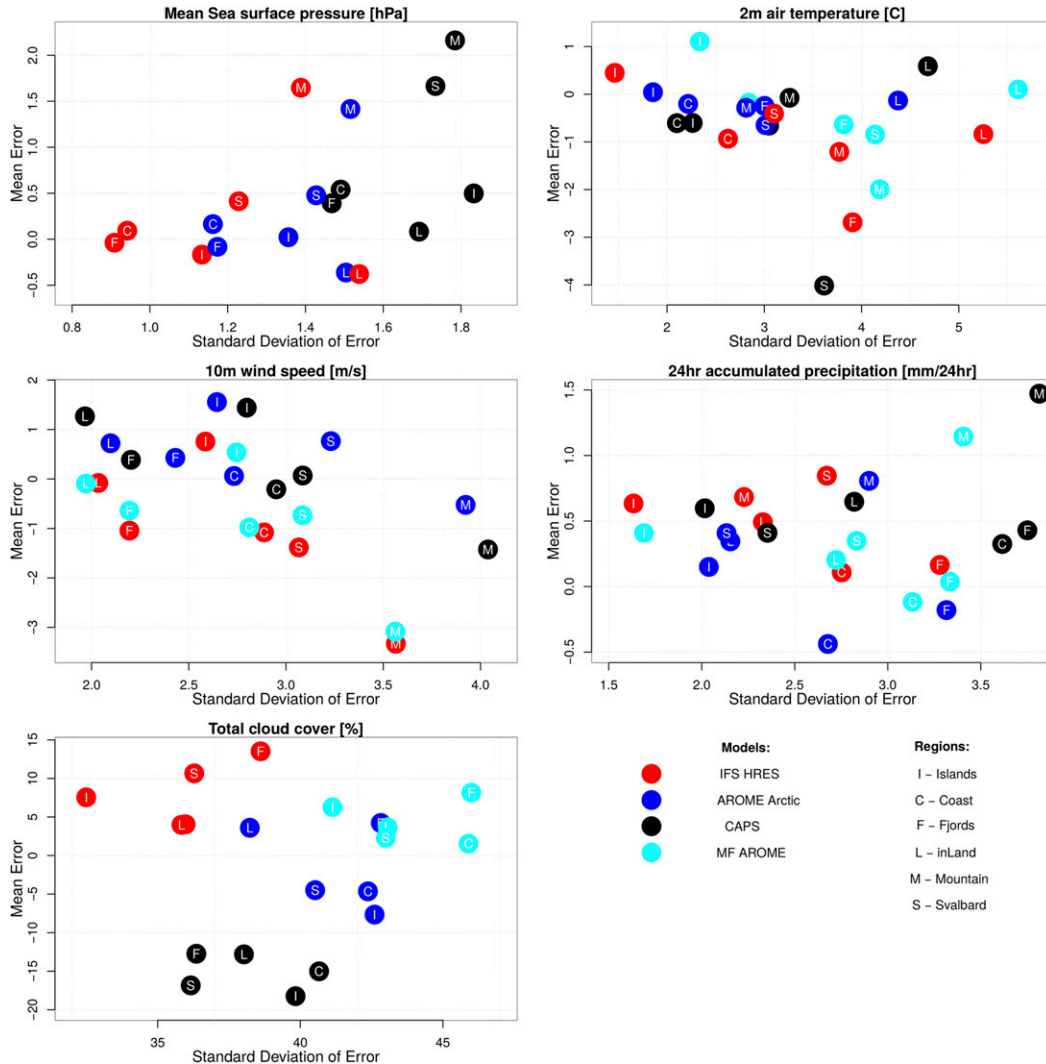 Mean Sea surface pressure [hPa]
Mean Error
2.0
1.5
1.0
0.5
0.0
−0.5
M
S
M
M
S
S
C
F
I
C
F
C
F
I
I
L
L
L
0.8 1.0 1.2 1.4 1.6 1.8
Standard Deviation of Error
2m air temperature [C]
Mean Error
1
0
−1
−2
−3
−4
I
I
I
C
C
I
M
F
S
S
M
C
L
L
L
F
S
L
M
M
F
S
2 3 4 5
Standard Deviation of Error
10m wind speed [m/s]
Mean Error
2
1
0
−1
−2
−3
L
I
I
L
F
F
I
I
S
C
S
C
L
L
F
F
C
C
S
S
M
M
M
M
2.0 2.5 3.0 3.5 4.0
Standard Deviation of Error
24hr accumulated precipitation [mm/24hr]
Mean Error
1.5
1.0
0.5
0.0
−0.5
M
M
S
M
M
I
I
I
L
L
S
L
S
I
S
L
C
F
F
C
F
C
F
C
1.5 2.0 2.5 3.0 3.5
Standard Deviation of Error
Total cloud cover [%]
Mean Error
15
10
5
0
−5
−10
−15
−20
F
S
I
L
L
I
F
S
C
S
C
I
F
L
C
S
I
35 40 45
Standard Deviation of Error
Models:
IFS HRES
AROME Arctic
CAPS
MF AROME
Regions:
I − Islands
C − Coast
F − Fjords
L − inLand
M − Mountain
S − Svalbard